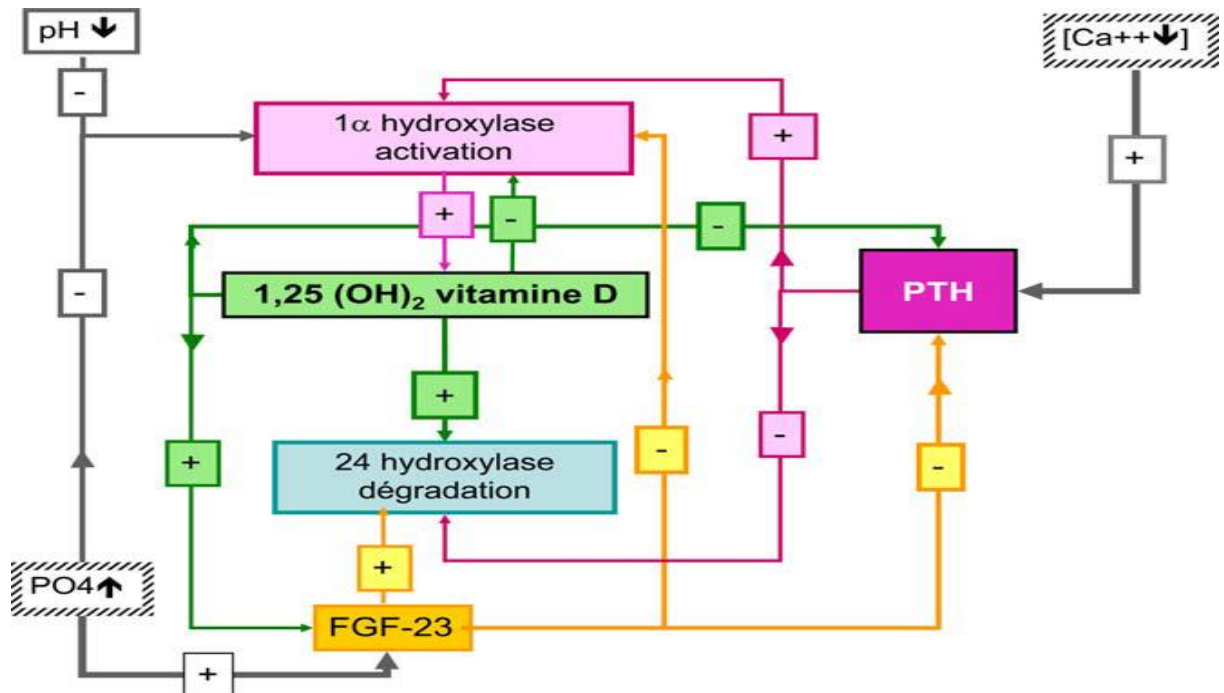 pH 🡻
[Ca++🡻]
-
1α hydroxylase
activation
+
+
+
-
-
-
1,25 (OH)₂ vitamine D
PTH
+
+
-
-
-
24 hydroxylase
dégradation
+
PO4🡹
FGF-23
+